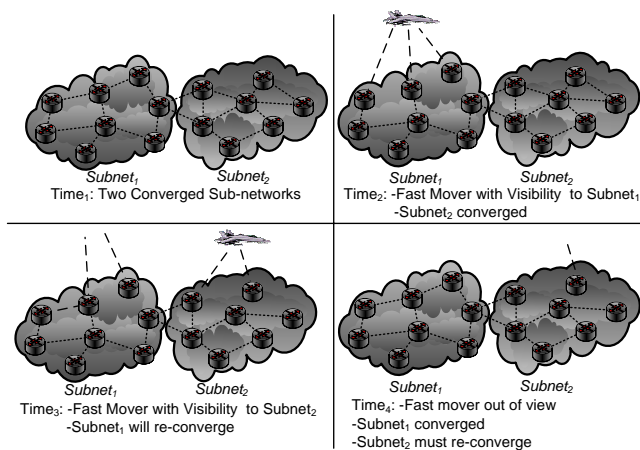 Subnet₁
Subnet₂
Time₁: Two Converged Sub-networks
Subnet₁
Subnet₂
Time₂: -Fast Mover with Visibility to Subnet₁
-Subnet₂ converged
Subnet₁
Subnet₂
Time₃: -Fast Mover with Visibility to Subnet₂
-Subnet₁ will re-converge
Subnet₁
Subnet₂
Time₄: -Fast mover out of view
-Subnet₁ converged
-Subnet₂ must re-converge